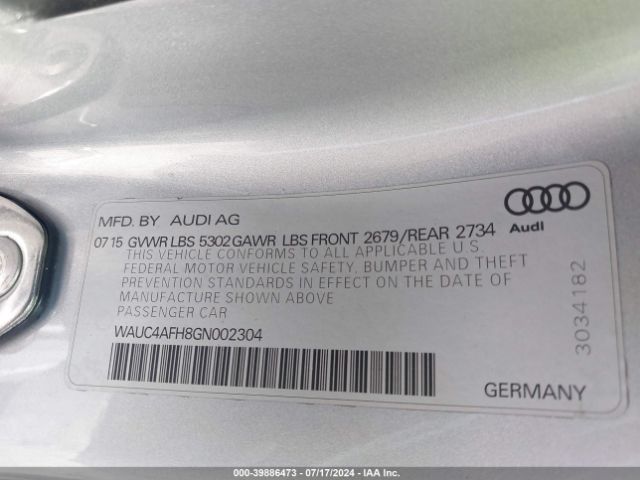 MFD. BY AUDI AG
Audi
07 15 GVWR LBS 5302 GAWR LBS FRONT 2679/REAR 2734
THIS VEHICLE CONFORMS TO ALL APPLICABLE U.S.
FEDERAL MOTOR VEHICLE SAFETY, BUMPER AND THEFT
PREVENTION STANDARDS IN EFFECT ON THE DATE OF
MANUFACTURE SHOWN ABOVE
PASSENGER CAR
WAUC4AFH8GN002304
3034182
GERMANY
000-39886473 / 07/17/2024 - IAA Inc.